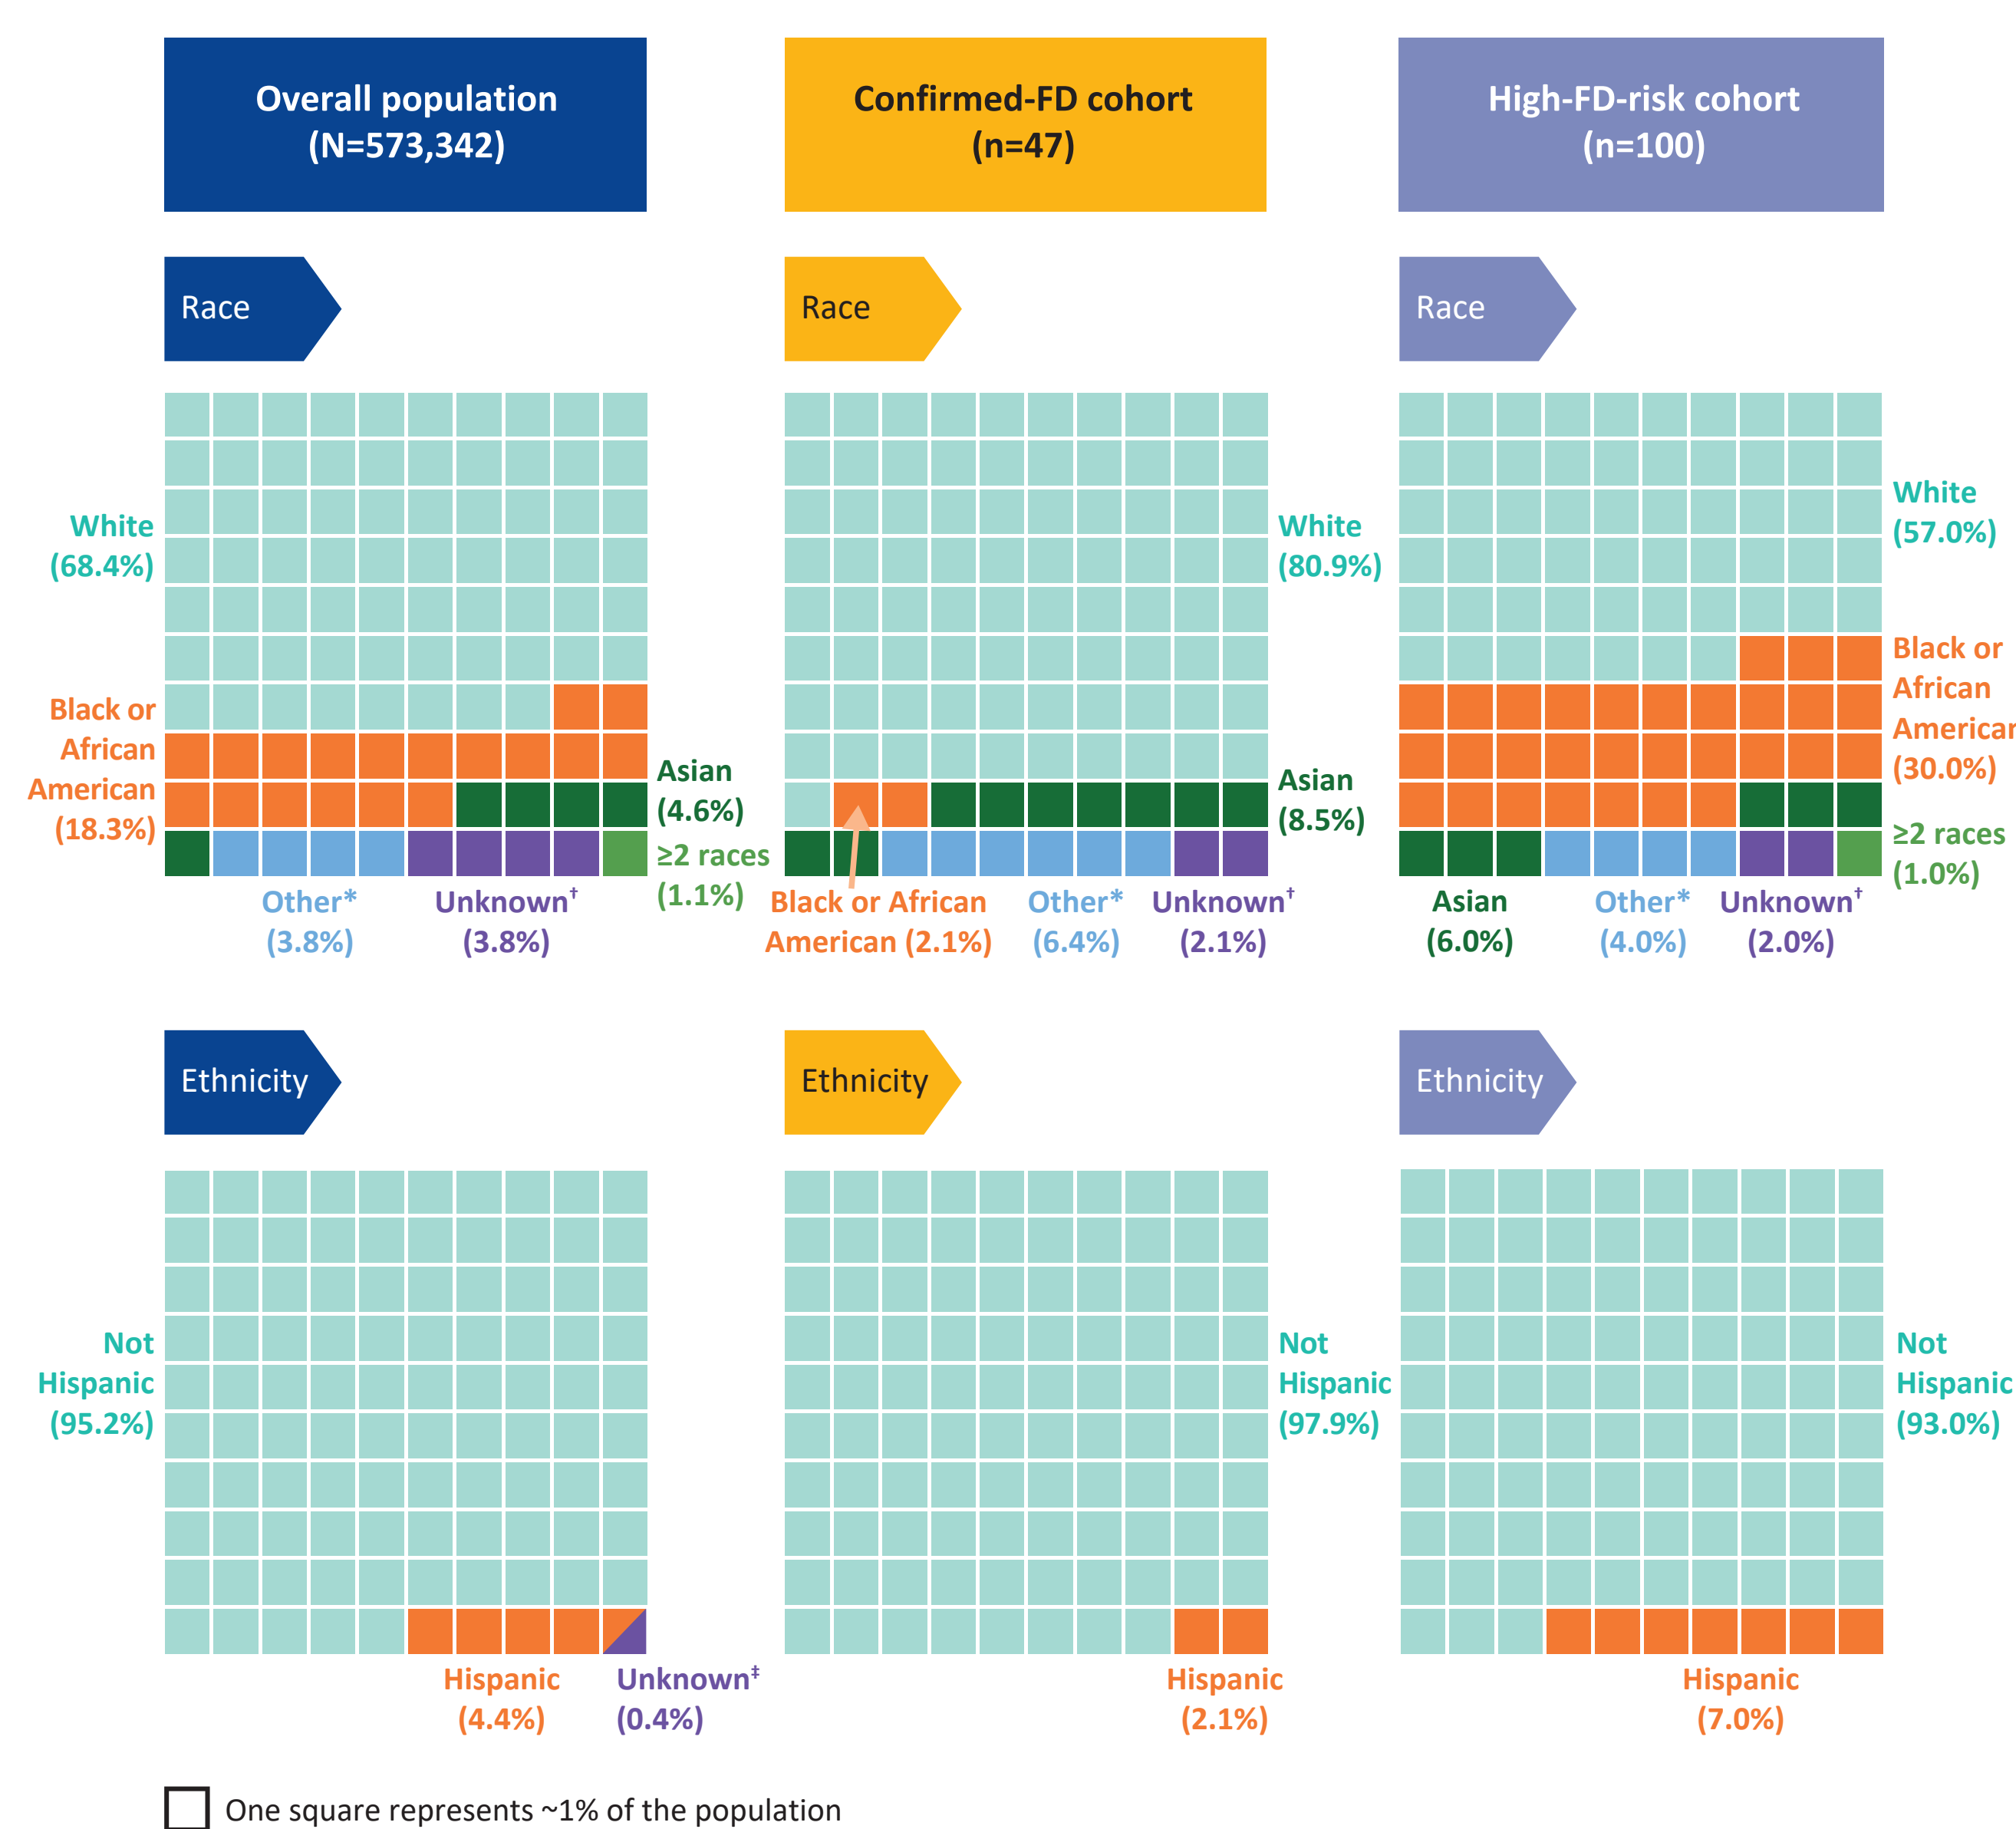 Overall population
(N=573,342)
Confirmed-FD cohort
(n=47)
High-FD-risk cohort
(n=100)
Race
Race
Race
White
(68.4%)
Black or
African
American
(18.3%)
Asian
(4.6%)
≥2 races
(1.1%)
Other*
(3.8%)
Unknown†
(3.8%)
White
(80.9%)
Asian
(8.5%)
Black or African
American (2.1%)
Other*
(6.4%)
Unknown†
(2.1%)
White
(57.0%)
Black or
African
American
(30.0%)
≥2 races
(1.0%)
Asian
(6.0%)
Other*
(4.0%)
Unknown†
(2.0%)
Ethnicity
Ethnicity
Ethnicity
Not
Hispanic
(95.2%)
Hispanic
(4.4%)
Unknown‡
(0.4%)
Not
Hispanic
(97.9%)
Hispanic
(2.1%)
Not
Hispanic
(93.0%)
Hispanic
(7.0%)
One square represents ~1% of the population